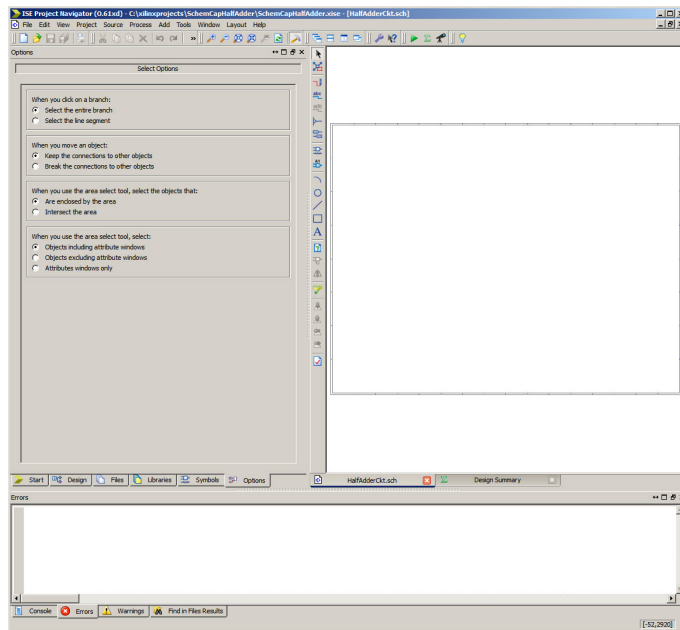 ISE Project Navigator (0.61xd) - C:\xilinxprojects\SchemCapHalfAdder\SchemCapHalfAdder.xise - [HalfAdderCkt.sch]
File Edit View Project Source Process Add Tools Window Layout Help
Options
Select Options
When you click on a branch:
Select the entire branch
Select the line segment
When you move an object:
Keep the connections to other objects
Break the connections to other objects
When you use the area select tool, select the objects that:
Are enclosed by the area
Intersect the area
When you use the area select tool, select:
Objects including attribute windows
Objects excluding attribute windows
Attributes windows only
Start Design Files Libraries Symbols Options
HalfAdderCkt.sch Design Summary
Errors
Console Errors Warnings Find in Files Results
[-52,2920]